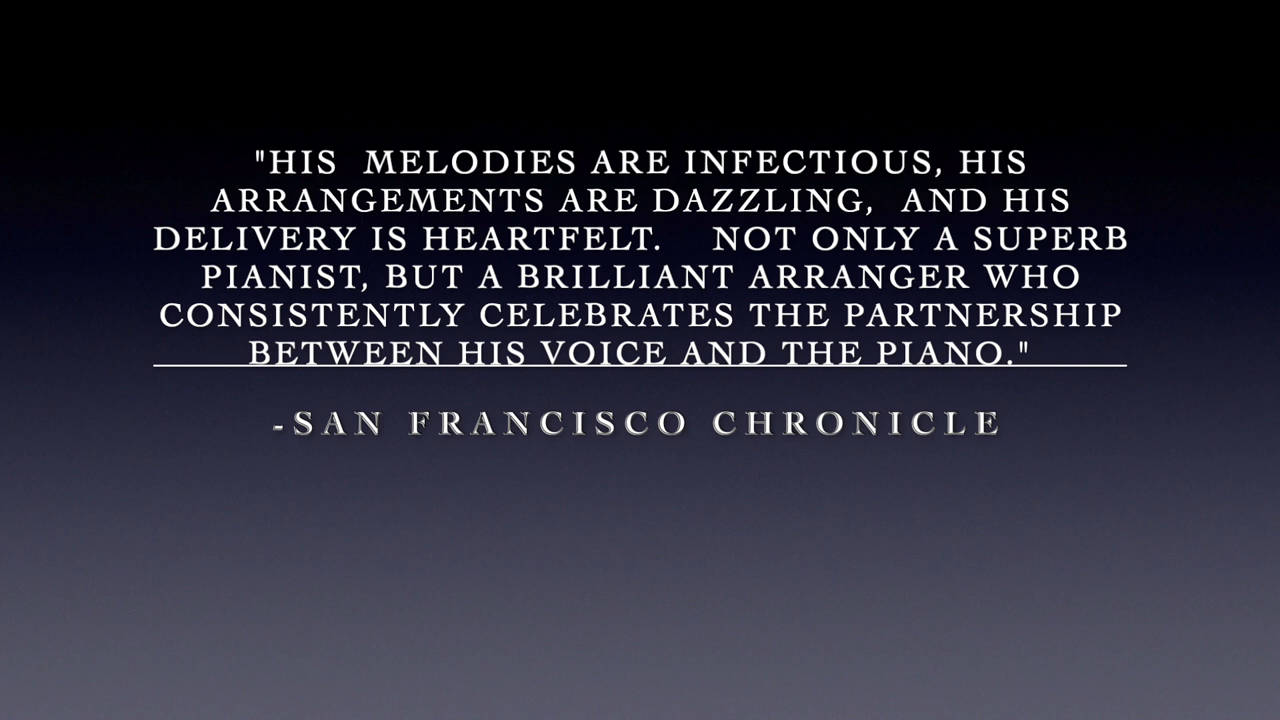 "HIS  MELODIES ARE INFECTIOUS, HIS
ARRANGEMENTS ARE DAZZLING,  AND HIS
DELIVERY IS HEARTFELT.    NOT ONLY A SUPERB
PIANIST, BUT A BRILLIANT ARRANGER WHO
CONSISTENTLY CELEBRATES THE PARTNERSHIP
BETWEEN HIS VOICE AND THE PIANO."
-SAN FRANCISCO CHRONICLE